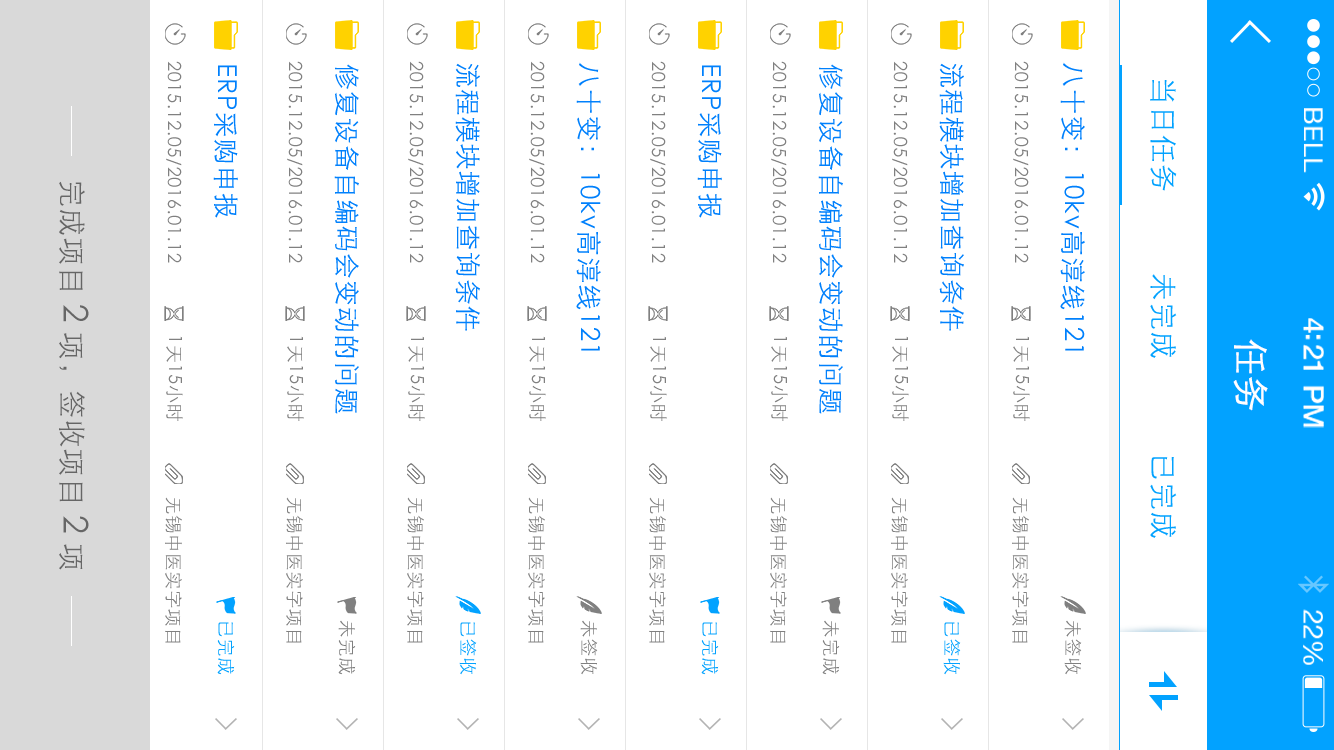 BELL 4:21 PM 22%
任务
当日任务 未完成 已完成
八十变：10kv高淳线121 未签收
2015.12.05/2016.01.12 1天15小时 无锡中医实字项目
流程模块增加查询条件 已签收
2015.12.05/2016.01.12 1天15小时 无锡中医实字项目
修复设备自编码会变动的问题 未完成
2015.12.05/2016.01.12 1天15小时 无锡中医实字项目
ERP采购申报 已完成
2015.12.05/2016.01.12 1天15小时 无锡中医实字项目
八十变：10kv高淳线121 未签收
2015.12.05/2016.01.12 1天15小时 无锡中医实字项目
流程模块增加查询条件 已签收
2015.12.05/2016.01.12 1天15小时 无锡中医实字项目
修复设备自编码会变动的问题 未完成
2015.12.05/2016.01.12 1天15小时 无锡中医实字项目
ERP采购申报 已完成
2015.12.05/2016.01.12 1天15小时 无锡中医实字项目
完成项目 2 项，签收项目 2 项